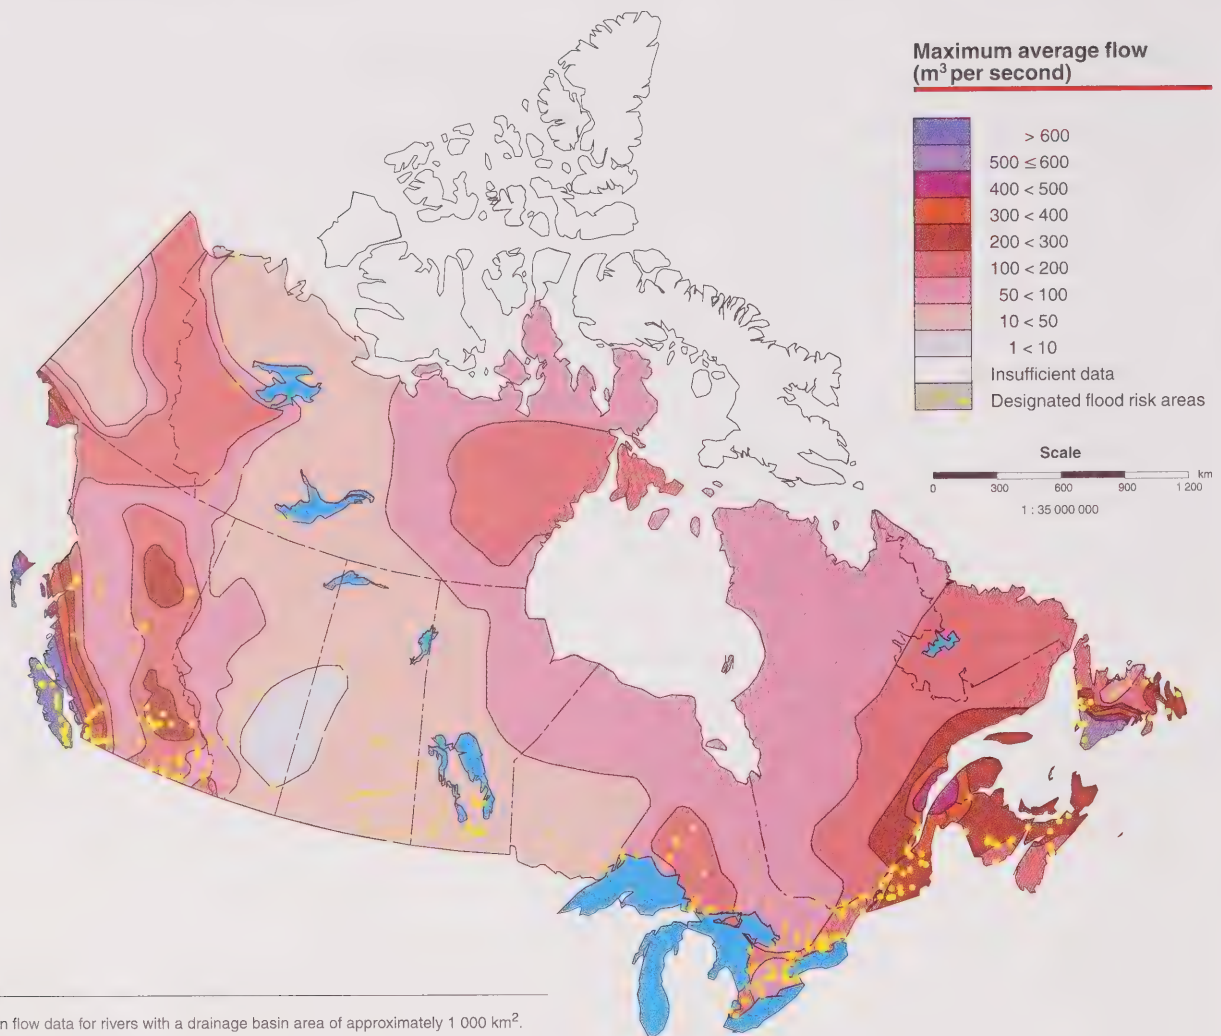 Maximum average flow
(m³ per second)
> 600
500 ≤ 600
400 < 500
300 < 400
200 < 300
100 < 200
50 < 100
10 < 50
1 < 10
Insufficient data
Designated flood risk areas
Scale
km
0 300 600 900 1 200
1 : 35 000 000
n flow data for rivers with a drainage basin area of approximately 1 000 km².